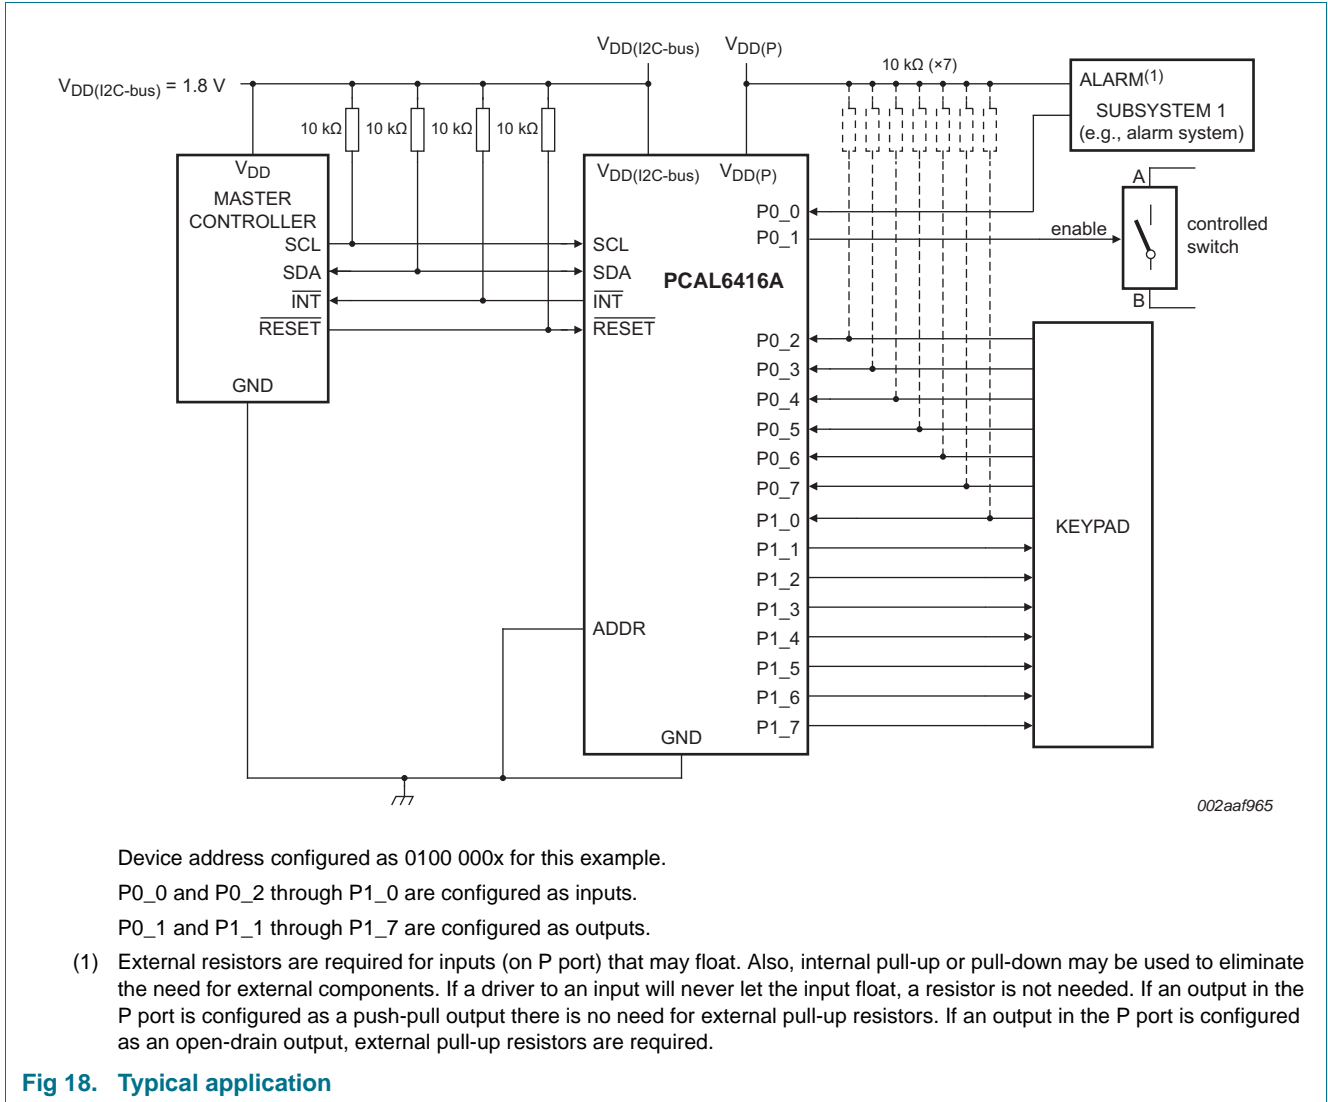 VDD(I2C-bus) VDD(P)
VDD(I2C-bus) = 1.8 V
10 kΩ (×7)
ALARM(1)
SUBSYSTEM 1
(e.g., alarm system)
10 kΩ 10 kΩ 10 kΩ 10 kΩ
VDD
MASTER
CONTROLLER
SCL
SDA
INT
RESET
GND
VDD(I2C-bus) VDD(P)
SCL
SDA
INT
RESET
PCAL6416A
ADDR
GND
P0_0
P0_1
P0_2
P0_3
P0_4
P0_5
P0_6
P0_7
P1_0
P1_1
P1_2
P1_3
P1_4
P1_5
P1_6
P1_7
enable
A
B
controlled
switch
KEYPAD
002aaf965
Device address configured as 0100 000x for this example.
P0_0 and P0_2 through P1_0 are configured as inputs.
P0_1 and P1_1 through P1_7 are configured as outputs.
(1) External resistors are required for inputs (on P port) that may float. Also, internal pull-up or pull-down may be used to eliminate
the need for external components. If a driver to an input will never let the input float, a resistor is not needed. If an output in the
P port is configured as a push-pull output there is no need for external pull-up resistors. If an output in the P port is configured
as an open-drain output, external pull-up resistors are required.
Fig 18. Typical application